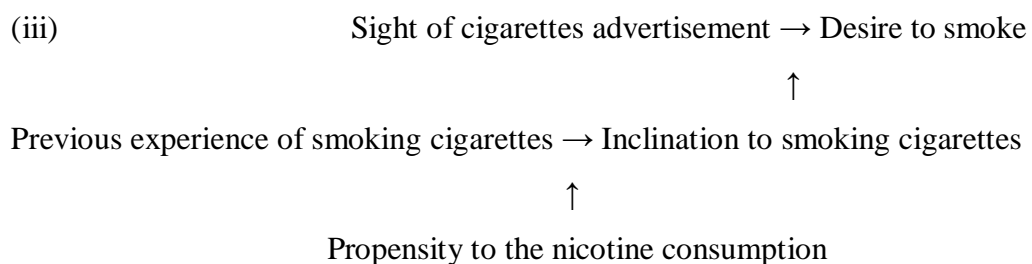 (iii) Sight of cigarettes advertisement → Desire to smoke
↑
Previous experience of smoking cigarettes → Inclination to smoking cigarettes
↑
Propensity to the nicotine consumption